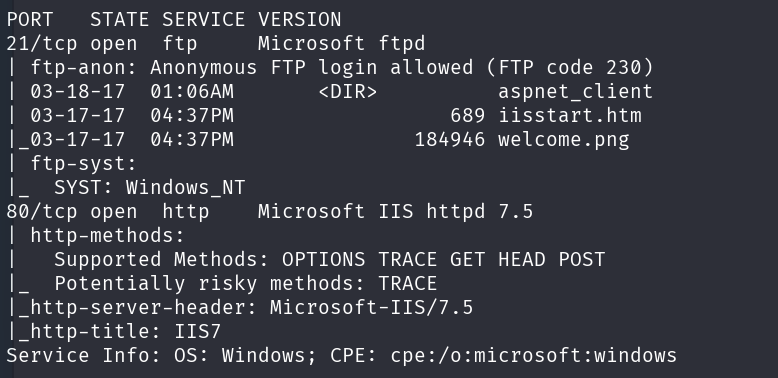 PORT   STATE SERVICE VERSION
21/tcp open  ftp     Microsoft ftpd
| ftp-anon: Anonymous FTP login allowed (FTP code 230)
| 03-18-17  01:06AM       <DIR>          aspnet_client
| 03-17-17  04:37PM                  689 iisstart.htm
|_03-17-17  04:37PM               184946 welcome.png
| ftp-syst:
|_  SYST: Windows_NT
80/tcp open  http    Microsoft IIS httpd 7.5
| http-methods:
|   Supported Methods: OPTIONS TRACE GET HEAD POST
|_  Potentially risky methods: TRACE
|_http-server-header: Microsoft-IIS/7.5
|_http-title: IIS7
Service Info: OS: Windows; CPE: cpe:/o:microsoft:windows